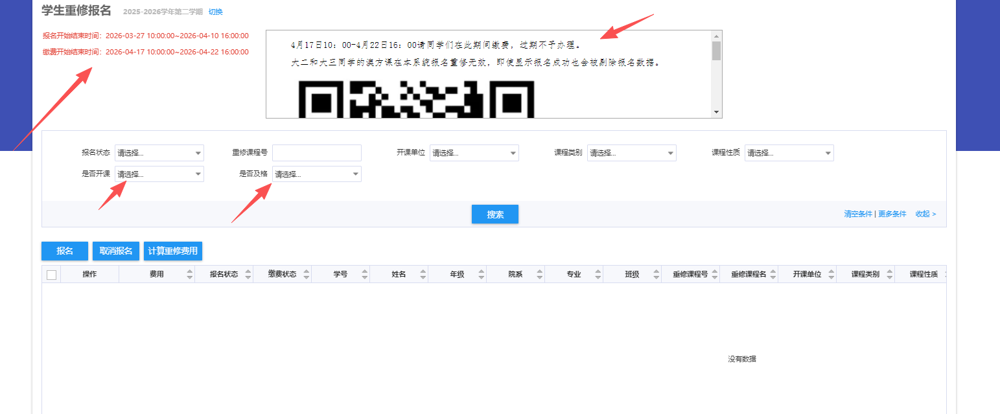 学生重修报名 2025-2026学年第二学期 切换
报名开始结束时间：2026-03-27 10:00:00~2026-04-10 16:00:00
缴费开始结束时间：2026-04-17 10:00:00~2026-04-22 16:00:00
4月17日10：00-4月22日16：00请同学们在此期间缴费，过期不予办理。
大二和大三同学的澳方课在本系统报名重修无效，即使显示报名成功也会被剔除报名数据。
报名状态 请选择... 重修课程号 开课单位 请选择... 课程类别 请选择... 课程性质 请选择...
是否开课 请选择... 是否及格 请选择...
搜索 清空条件 | 更多条件 收起 >
报名 取消报名 计算重修费用
操作 费用 报名状态 缴费状态 学号 姓名 年级 院系 专业 班级 重修课程号 重修课程名 开课单位 课程类别 课程性质
没有数据